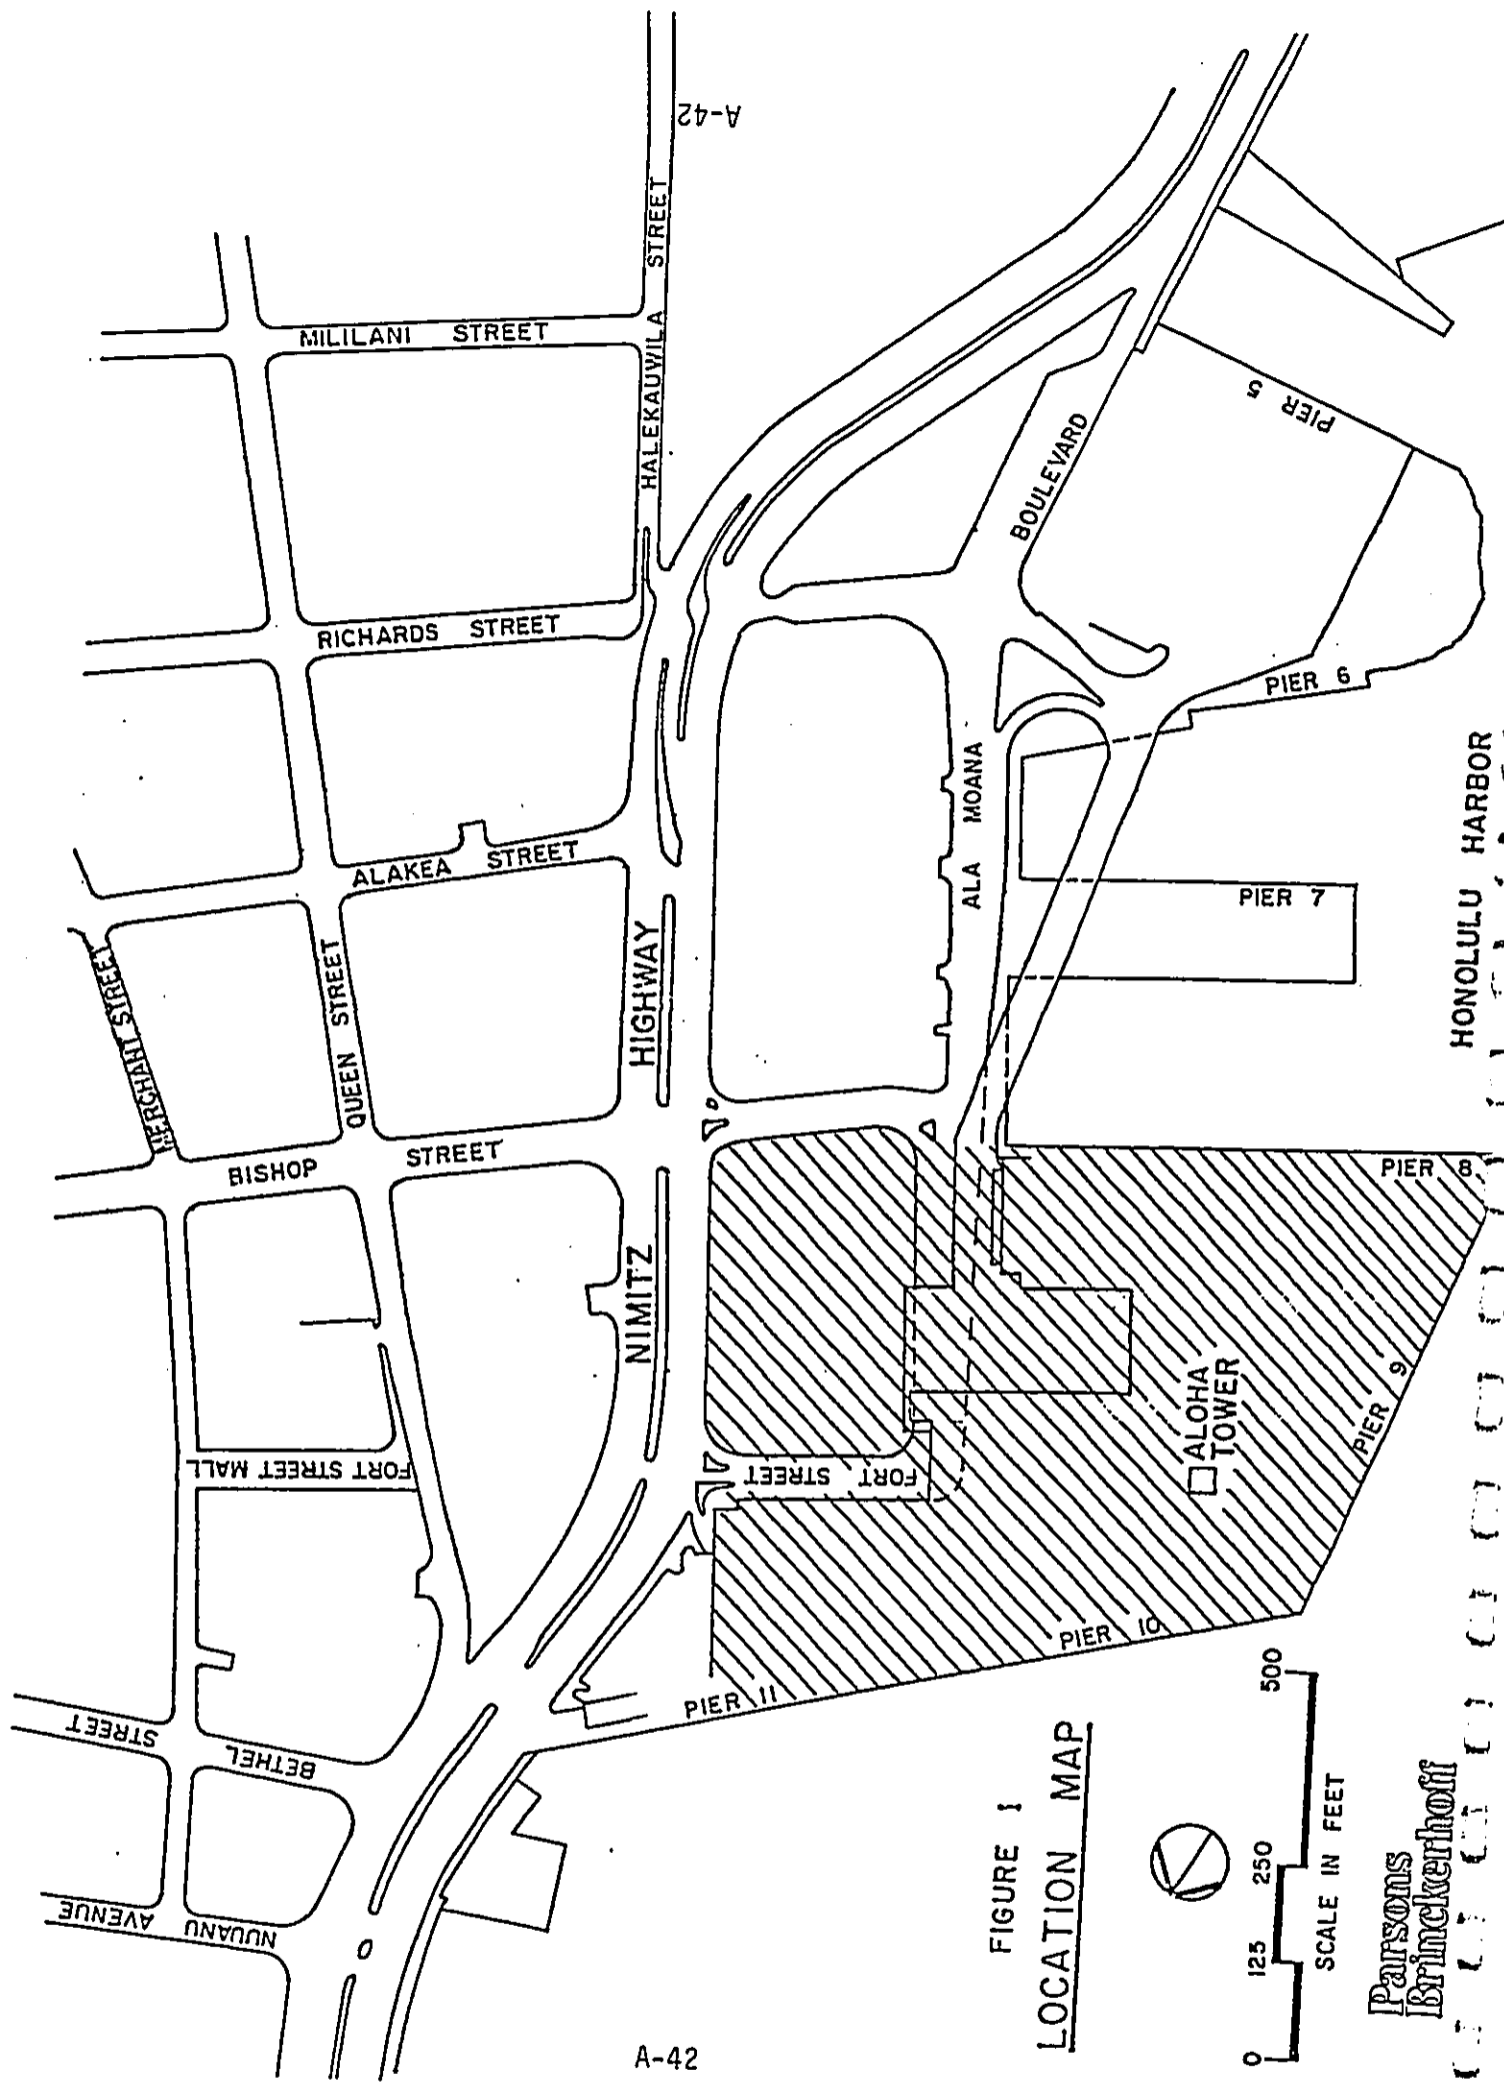 A-42
MILILANI STREET
HALEKAUWILA STREET
RICHARDS STREET
ALAKEA STREET
MERCHANT STREET
QUEEN STREET
BISHOP STREET
NIMITZ HIGHWAY
ALA MOANA BOULEVARD
FORT STREET MALL
FORT STREET
BETHEL STREET
NUUANU AVENUE
PIER 5
PIER 6
PIER 7
PIER 8
PIER 9
PIER 10
PIER 11
ALOHA
TOWER
HONOLULU HARBOR
FIGURE 1
LOCATION MAP
0 125 250 500
SCALE IN FEET
Parsons
Brinckerhoff
A-42